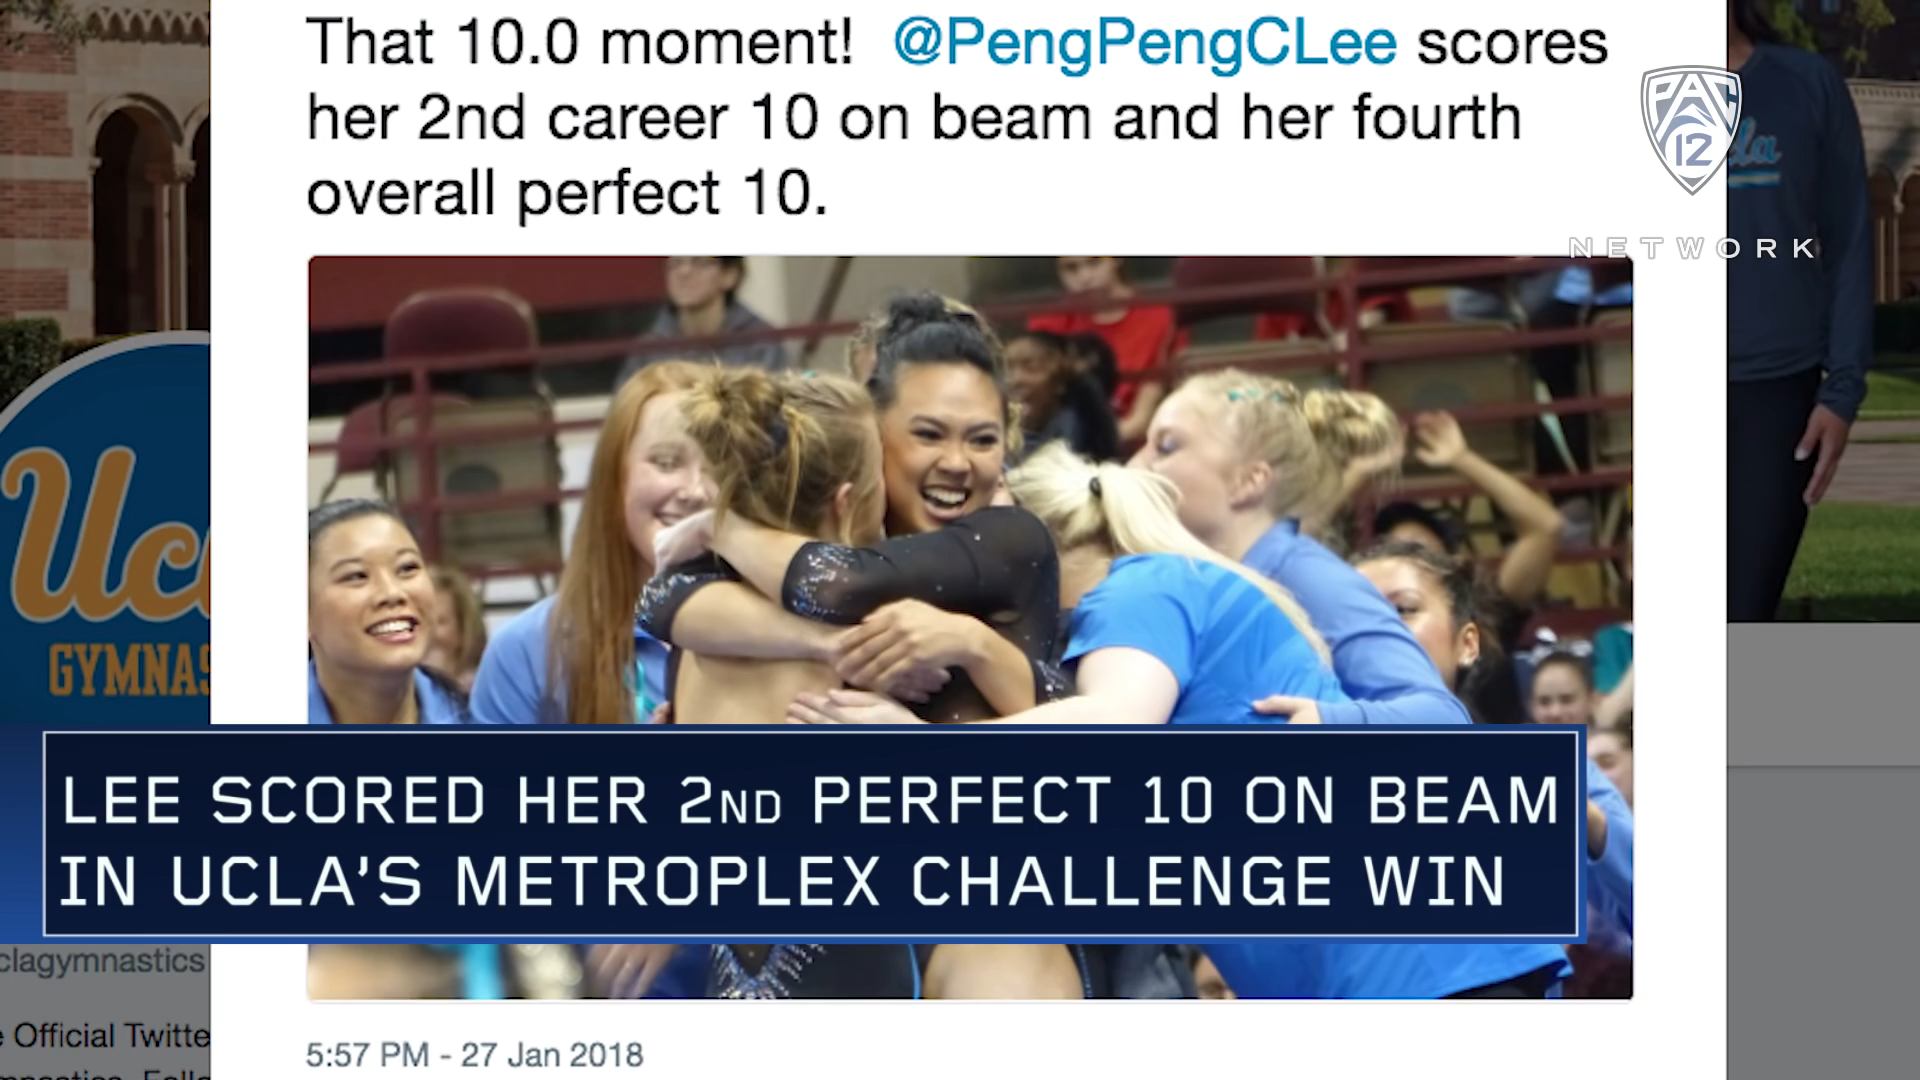 That 10.0 moment! @PengPengCLee scores
her 2nd career 10 on beam and her fourth
overall perfect 10.
PAC
12
NETWORK
GYMNAS
LEE SCORED HER 2ND PERFECT 10 ON BEAM
IN UCLA'S METROPLEX CHALLENGE WIN
clagymnastics
Official Twitte
5:57 PM - 27 Jan 2018